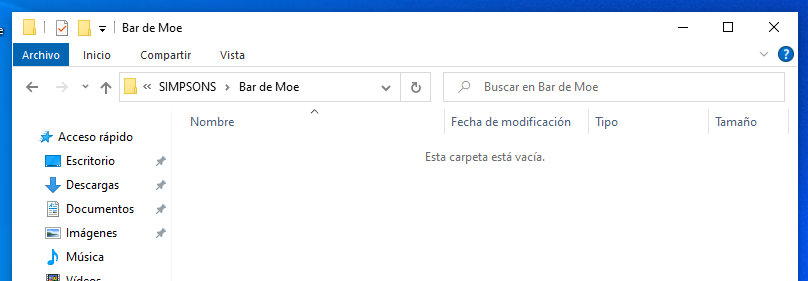 Bar de Moe
Archivo Inicio Compartir Vista
SIMPSONS Bar de Moe Buscar en Bar de Moe
Nombre Fecha de modificación Tipo Tamaño
Esta carpeta está vacía.
Acceso rápido
Escritorio
Descargas
Documentos
Imágenes
Música
Vídeos